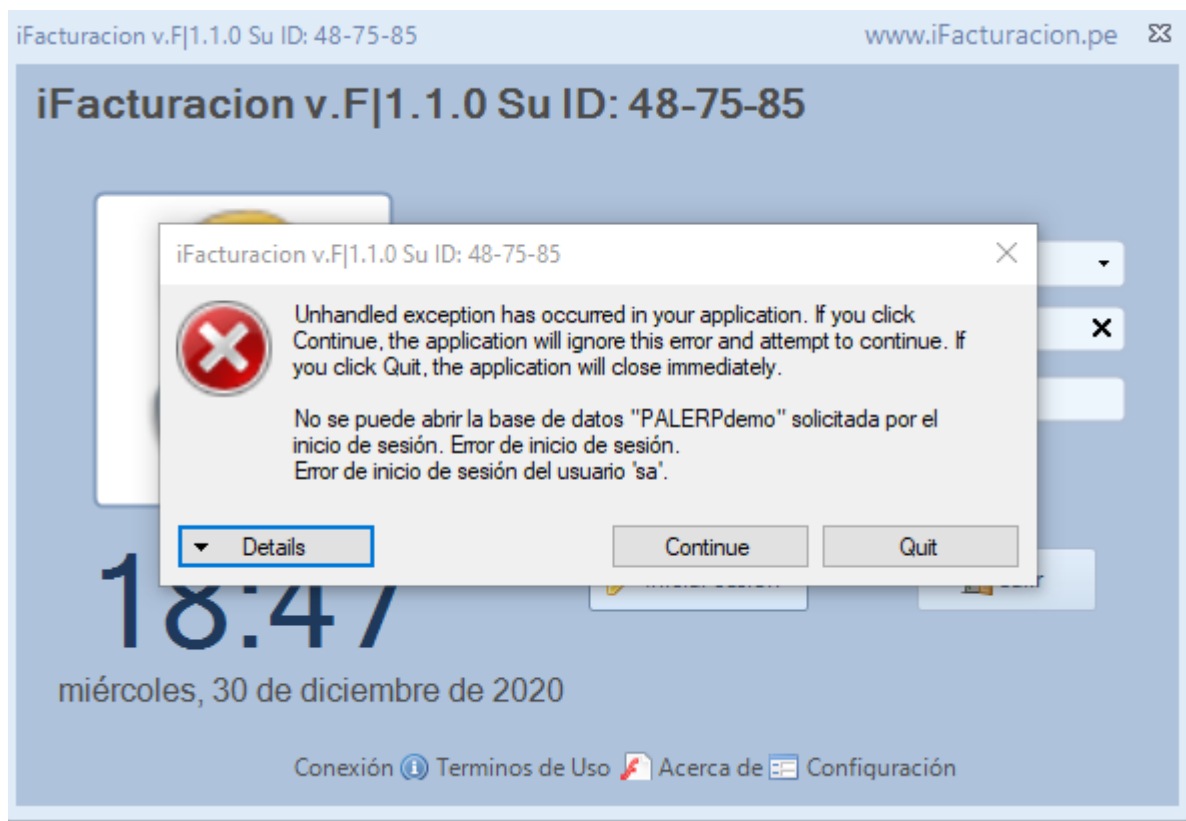 iFacturacion v.F|1.1.0 Su ID: 48-75-85
www.iFacturacion.pe
iFacturacion v.F|1.1.0 Su ID: 48-75-85
iFacturacion v.F|1.1.0 Su ID: 48-75-85
Unhandled exception has occurred in your application. If you click
Continue, the application will ignore this error and attempt to continue. If
you click Quit, the application will close immediately.
No se puede abrir la base de datos "PALERPdemo" solicitada por el
inicio de sesión. Error de inicio de sesión.
Error de inicio de sesión del usuario 'sa'.
Details
Continue
Quit
18:47
miércoles, 30 de diciembre de 2020
Conexión
Terminos de Uso
Acerca de
Configuración